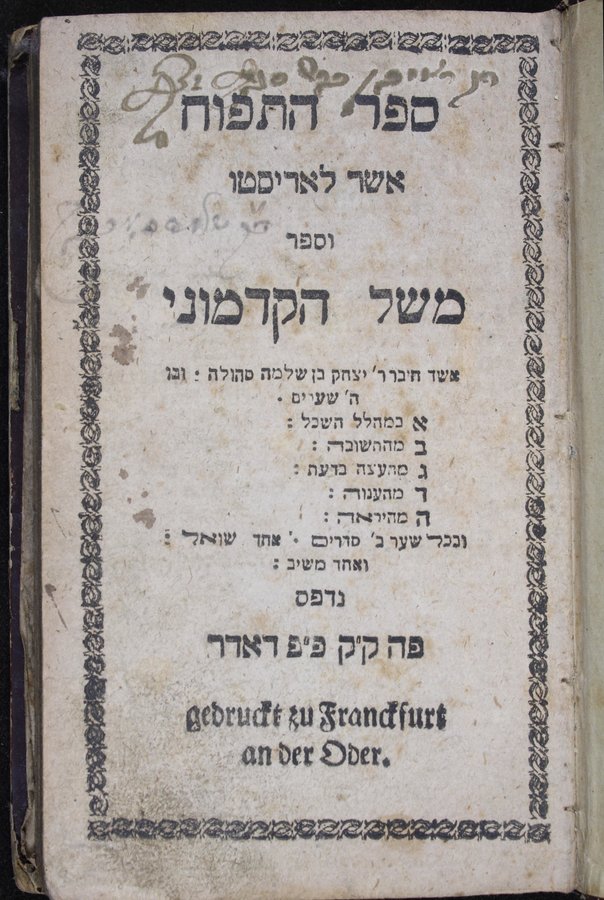 ספר התפוח
אשר לאריסטו
וספר
משל הקדמוני
אשר חיבר ר׳ יצחק בן שלמה סהולה : ובו
ה׳ שערים •
א במהלל השכל :
ב מהתשובה :
ג מהעצה בדעת :
ד מהענוה :
ה מהיראה :
ובכל שער ב׳ סדרים •׳ אחד שואל :
ואחד משיב :
נדפס
פה ק״ק פ״פ דאדר
gedruckt zu Franckfurt
an der Oder.